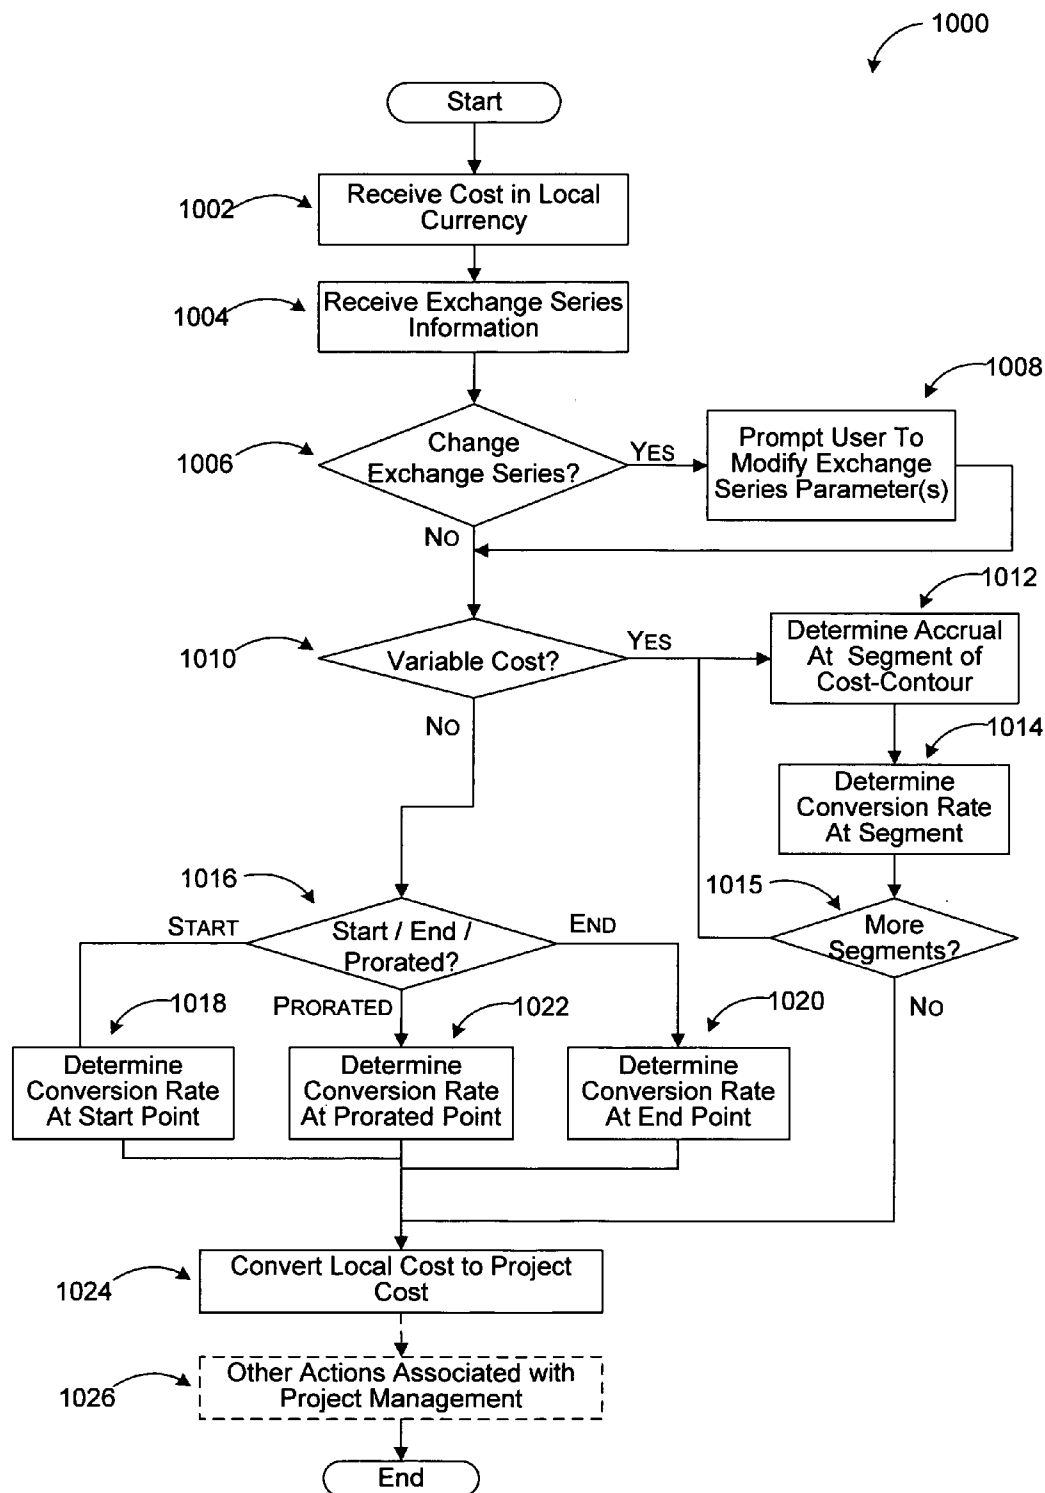 1000
Start
1002
Receive Cost in Local
Currency
1004
Receive Exchange Series
Information
1006
Change
Exchange Series?
YES
NO
1008
Prompt User To
Modify Exchange
Series Parameter(s)
1010
Variable Cost?
YES
NO
1012
Determine Accrual
At Segment of
Cost-Contour
1014
Determine
Conversion Rate
At Segment
1015
More
Segments?
NO
1016
Start / End /
Prorated?
START
PRORATED
END
1018
Determine
Conversion Rate
At Start Point
1022
Determine
Conversion Rate
At Prorated Point
1020
Determine
Conversion Rate
At End Point
1024
Convert Local Cost to Project
Cost
1026
Other Actions Associated with
Project Management
End